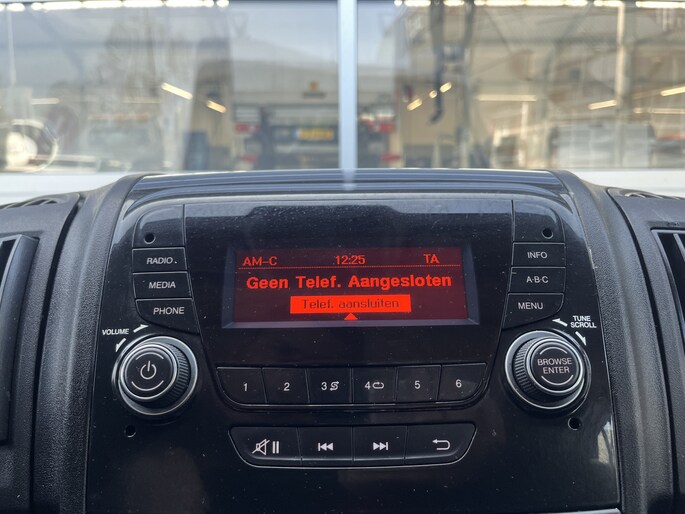 AM-C 12:25 TA
Geen Telef. Aangesloten
Telef. aansluiten
RADIO
MEDIA
PHONE
INFO
A·B·C
MENU
VOLUME
TUNE
SCROLL
BROWSE
ENTER
1 2 3 4 5 6